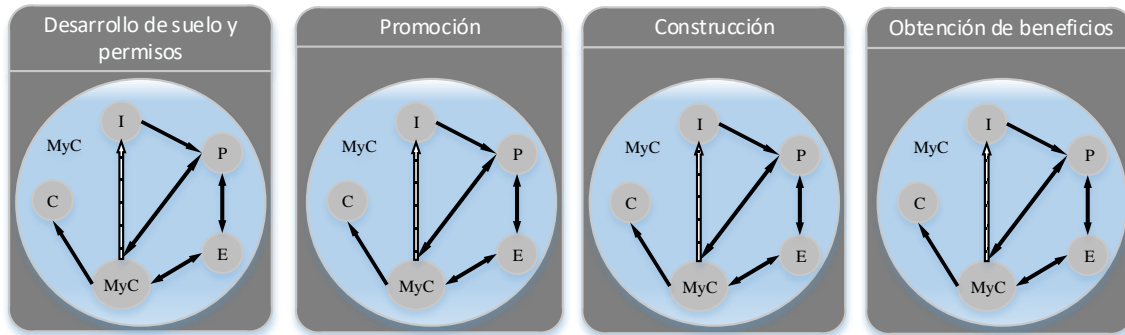 Desarrollo de suelo y
permisos
I
MyC
P
C
E
MyC
Promoción
I
MyC
P
C
E
MyC
Construcción
I
MyC
P
C
E
MyC
Obtención de beneficios
I
MyC
P
C
E
MyC